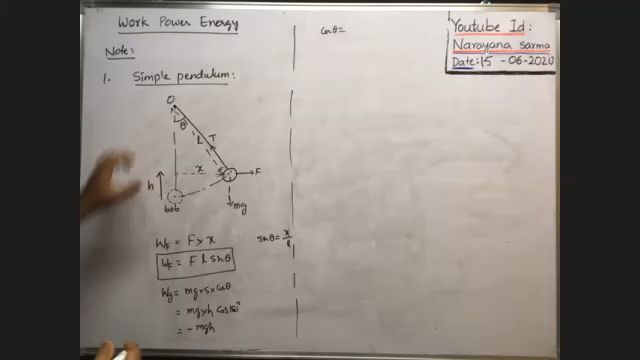 Work Power Energy
Note:
1. Simple pendulum:
O
θ
L
T
x
S
F
h
bob
mg
W_F = F × x
sinθ = x/l
W_F = F l sinθ
W_g = mg × s × cosθ
= mg × h cos180°
= - mgh
cosθ =
Youtube Id:
Narayana sarma
Date: 15 - 06 - 2020